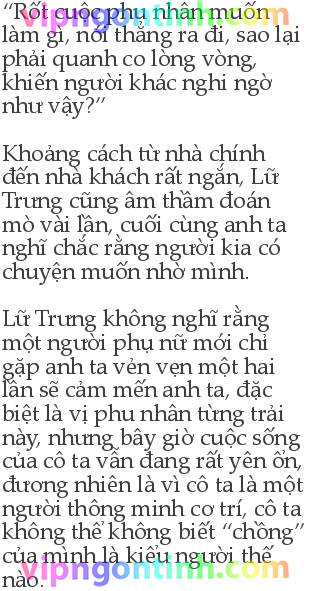 vipngontinh.com
“Rốt cuộc phu nhân muốn
làm gì, nói thẳng ra đi, sao lại
phải quanh co lòng vòng,
khiến người khác nghi ngờ
như vậy?”
Khoảng cách từ nhà chính
đến nhà khách rất ngắn, Lữ
Trưng cũng âm thầm đoán
mò vài lần, cuối cùng anh ta
nghĩ chắc rằng người kia có
chuyện muốn nhờ mình.
Lữ Trưng không nghĩ rằng
một người phụ nữ mới chỉ
gặp anh ta vẻn vẹn một hai
lần sẽ cảm mến anh ta, đặc
biệt là vị phu nhân từng trải
này, nhưng bây giờ cuộc sống
của cô ta vẫn đang rất yên ổn,
đương nhiên là vì cô ta là một
người thông minh cơ trí, cô ta
không thể không biết “chồng”
của mình là kiểu người thế
nào.
vipngontinh.com